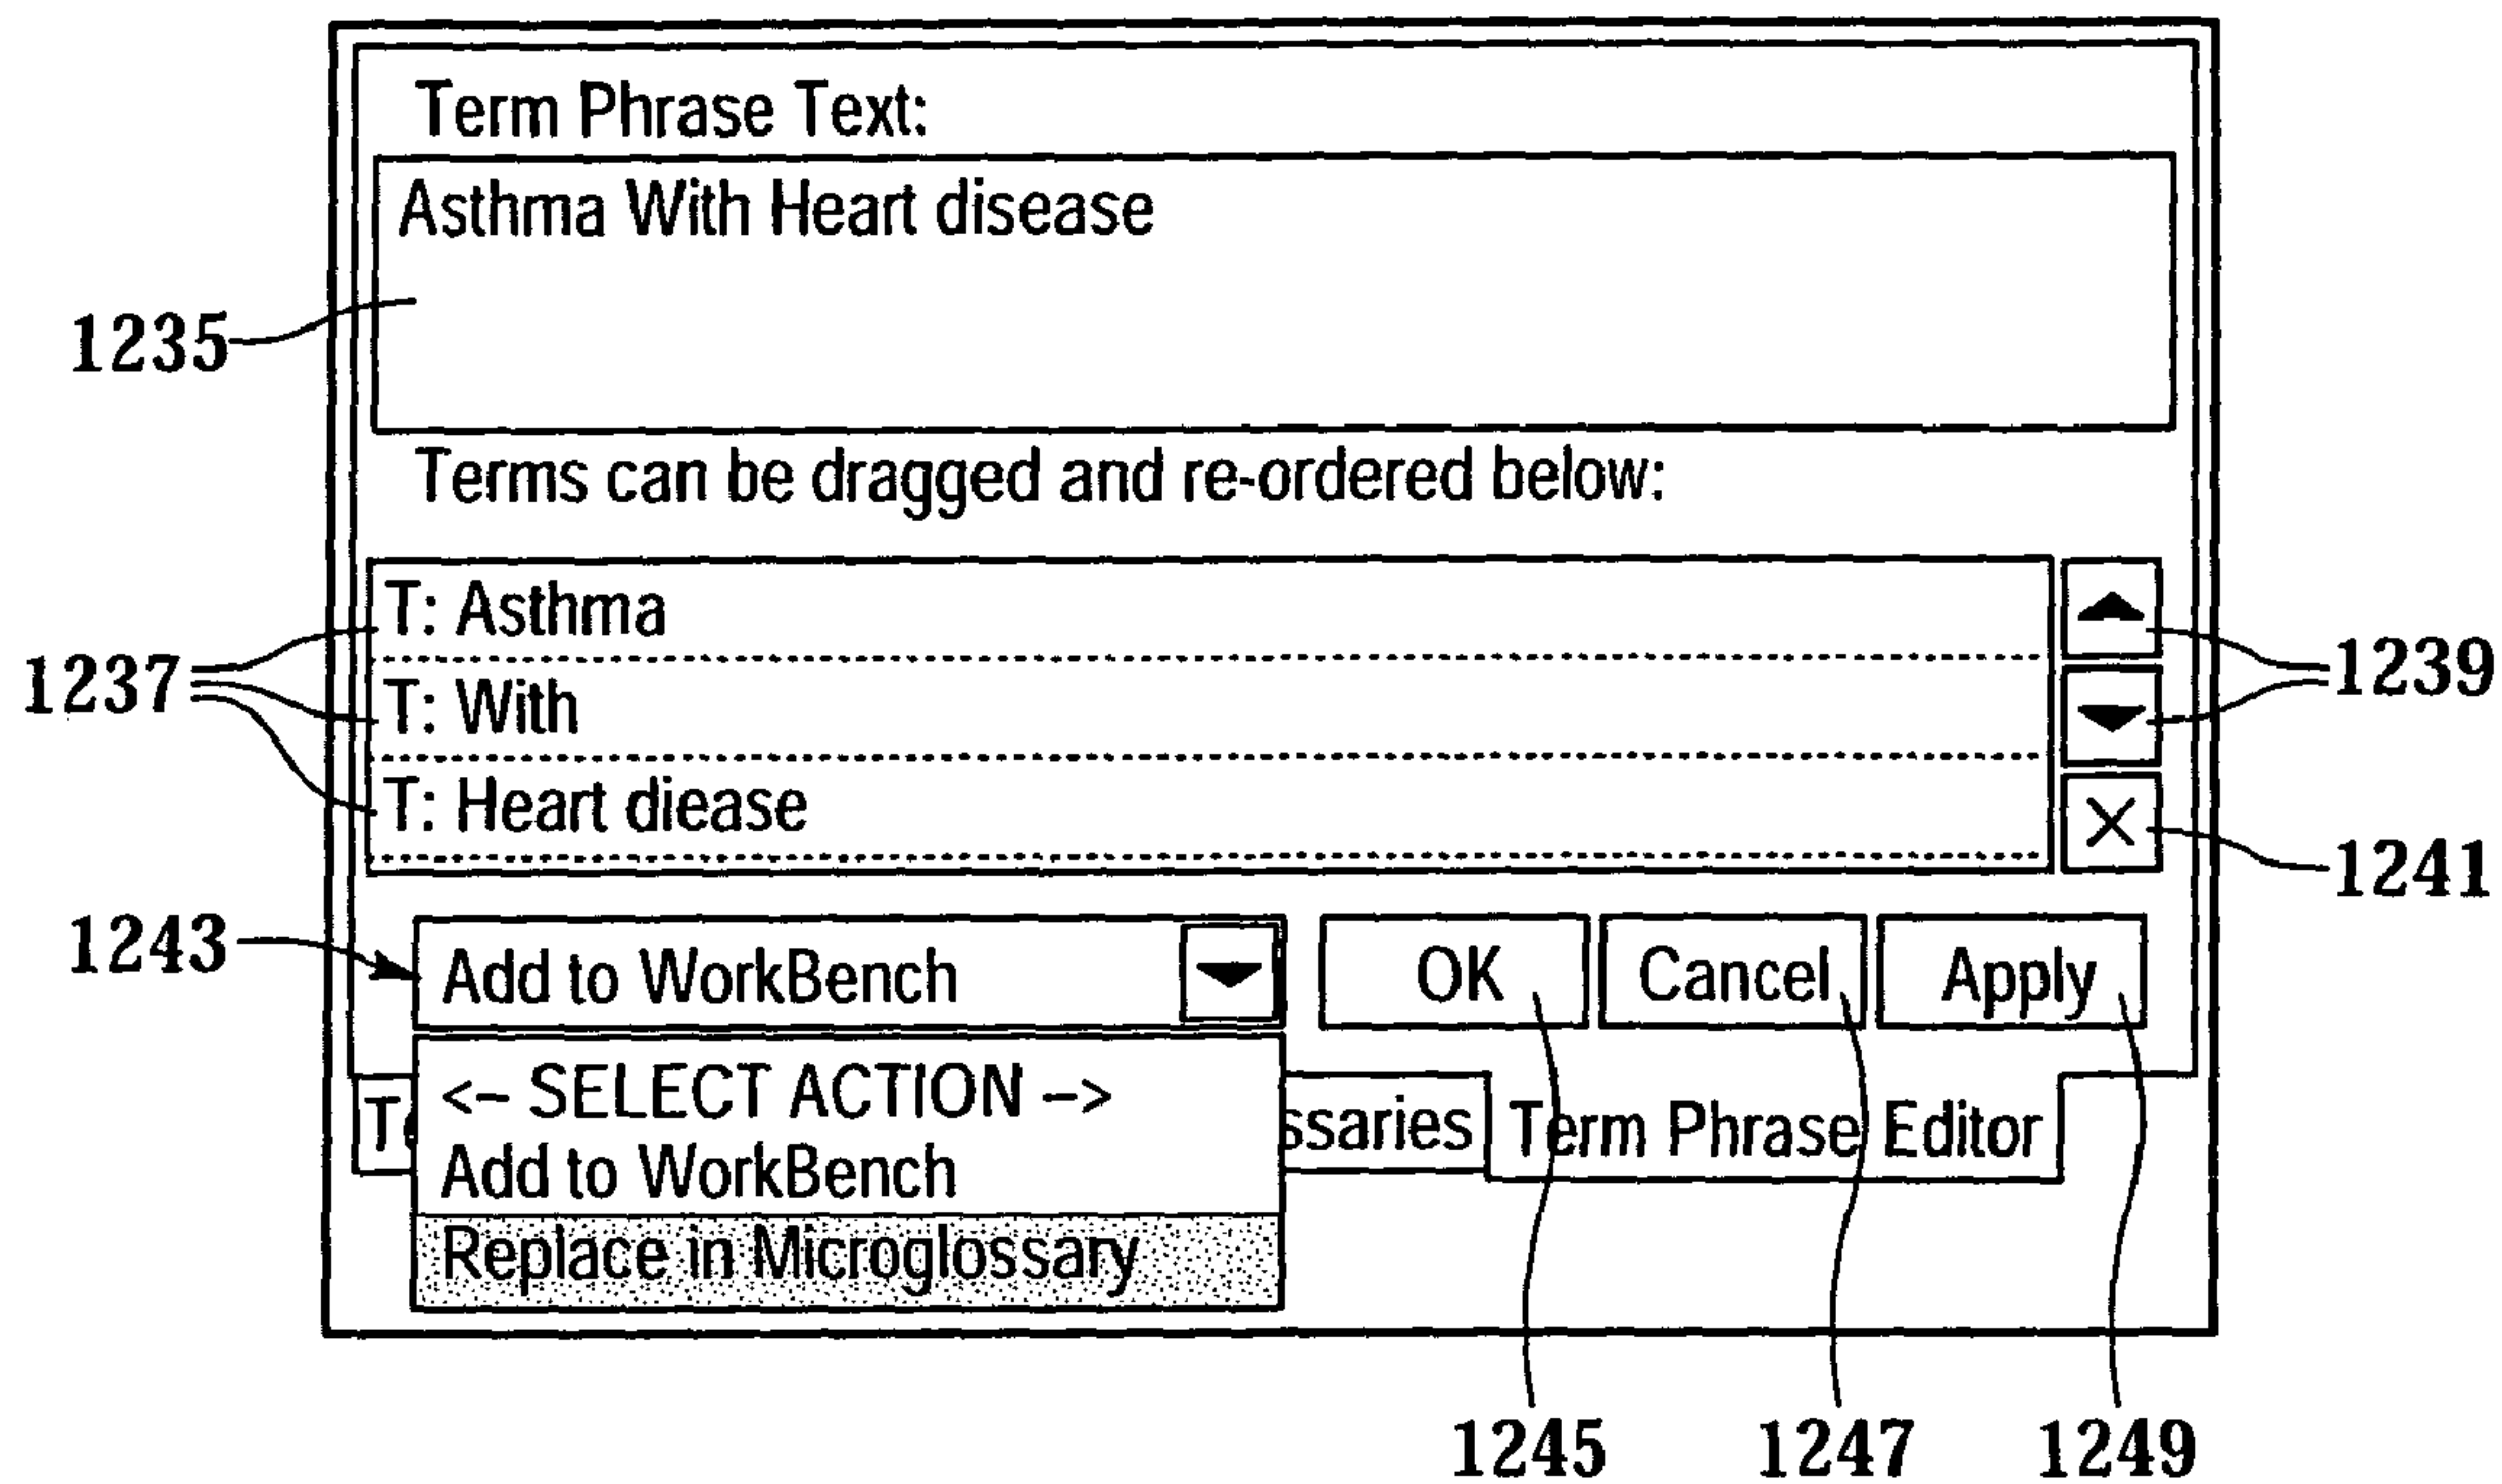 Term Phrase Text:
Asthma With Heart disease
1235
Terms can be dragged and re-ordered below:
T: Asthma
1237
1239
T: With
T: Heart diease
1241
1243
Add to WorkBench
OK
Cancel
Apply
<-- SELECT ACTION -->
Term Phrase Editor
Add to WorkBench
Replace in Microglossary
1245
1247
1249